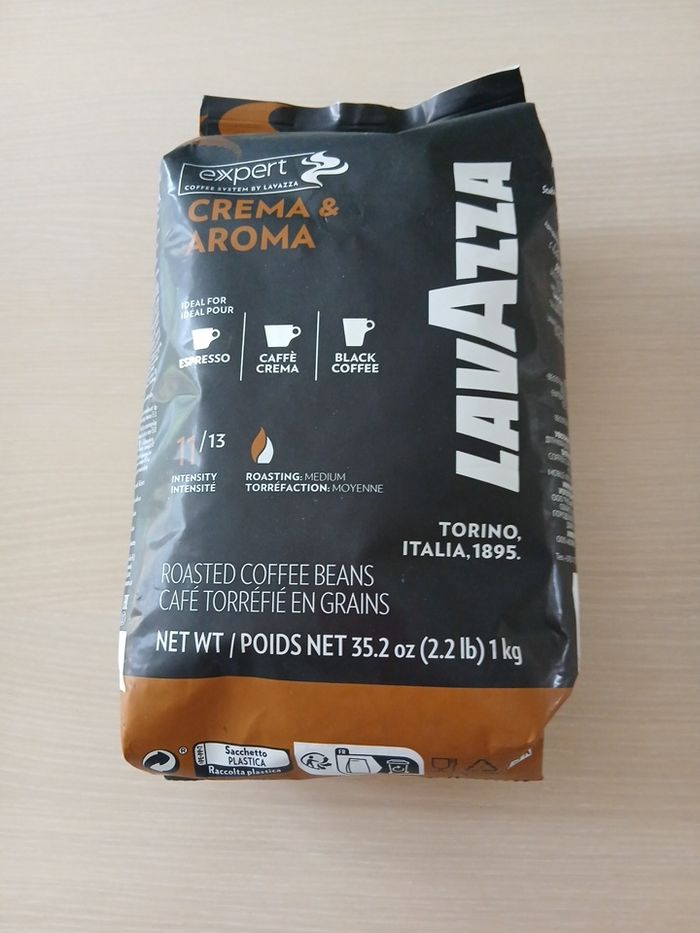 expert
COFFEE SYSTEM BY LAVAZZA
CREMA &
AROMA
LAVAZZA
TORINO,
ITALIA, 1895.
IDEAL FOR
IDÉAL POUR
ESPRESSO
CAFFÈ
CREMA
BLACK
COFFEE
11/13
INTENSITY
INTENSITÉ
ROASTING: MEDIUM
TORRÉFACTION: MOYENNE
ROASTED COFFEE BEANS
CAFÉ TORRÉFIÉ EN GRAINS
NET WT / POIDS NET 35.2 oz (2.2 lb) 1 kg
Sacchetto
PLASTICA
Raccolta plastica
FR